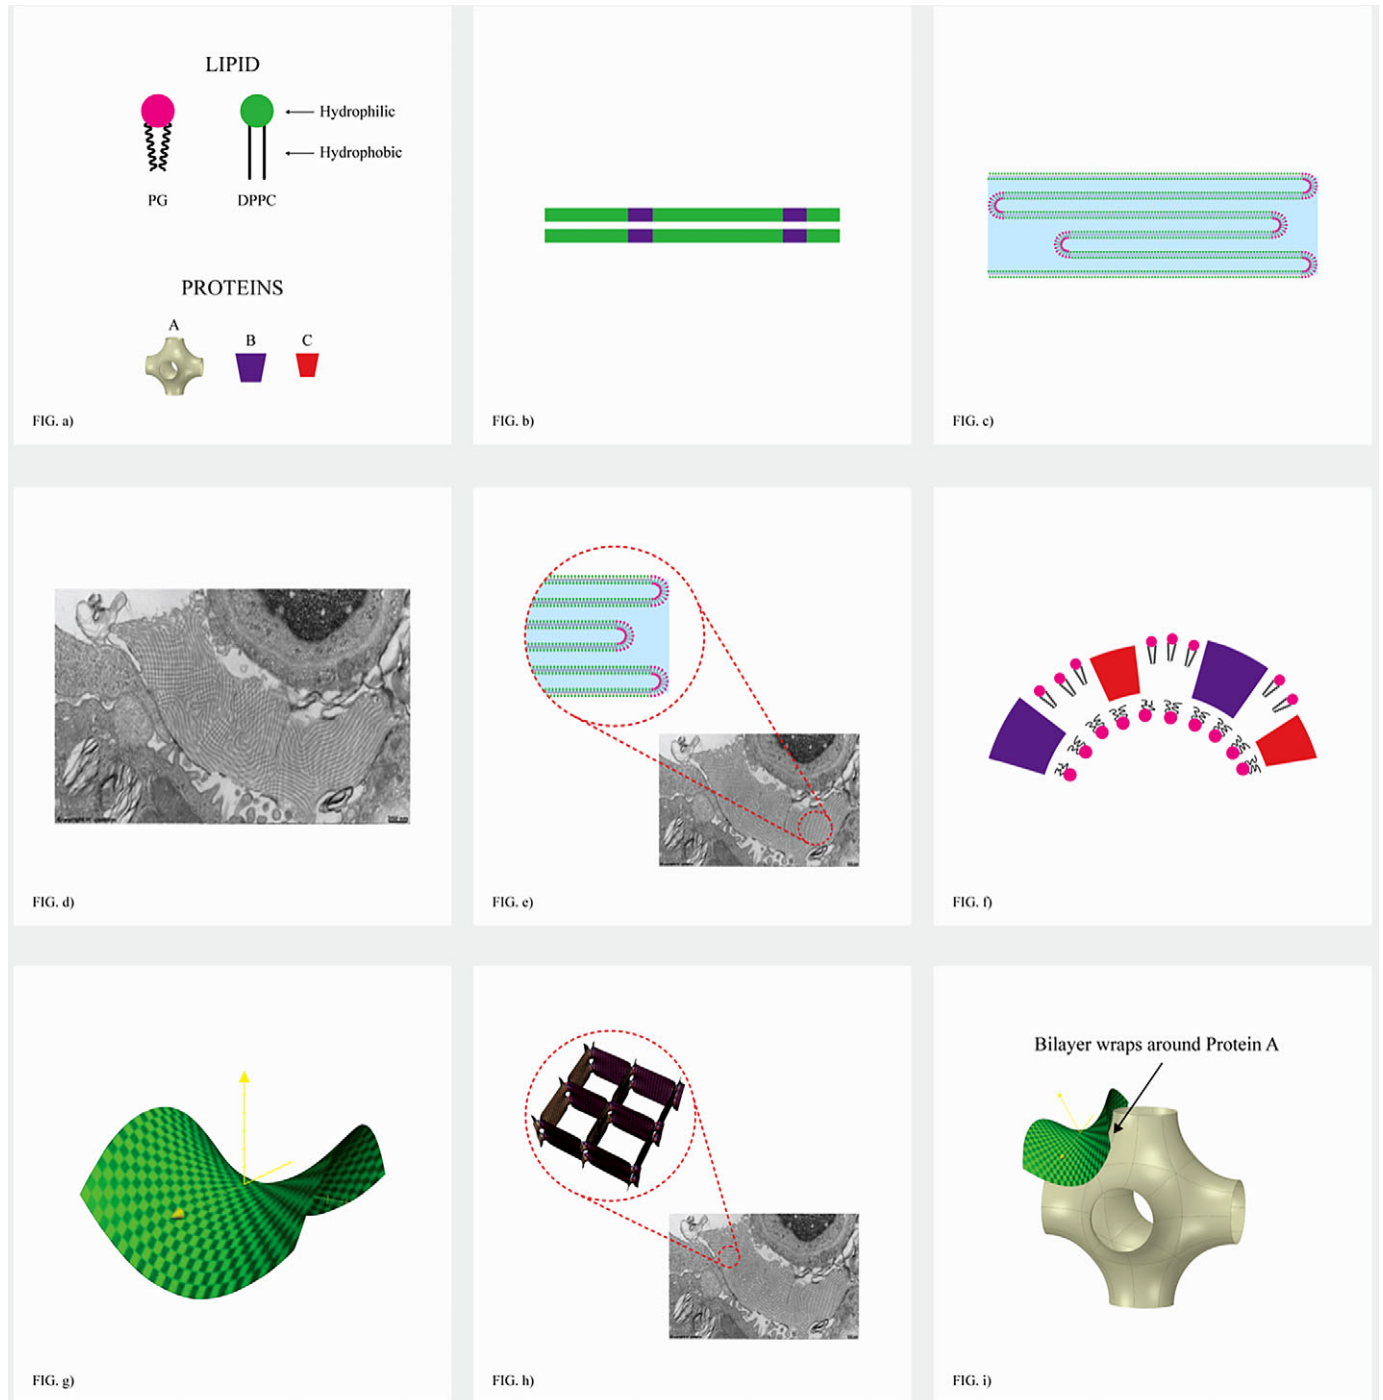 LIPID
Hydrophilic
Hydrophobic
PG
DPPC
PROTEINS
A
B
C
FIG. a)
FIG. b)
FIG. c)
FIG. d)
FIG. e)
FIG. f)
FIG. g)
FIG. h)
Bilayer wraps around Protein A
FIG. i)